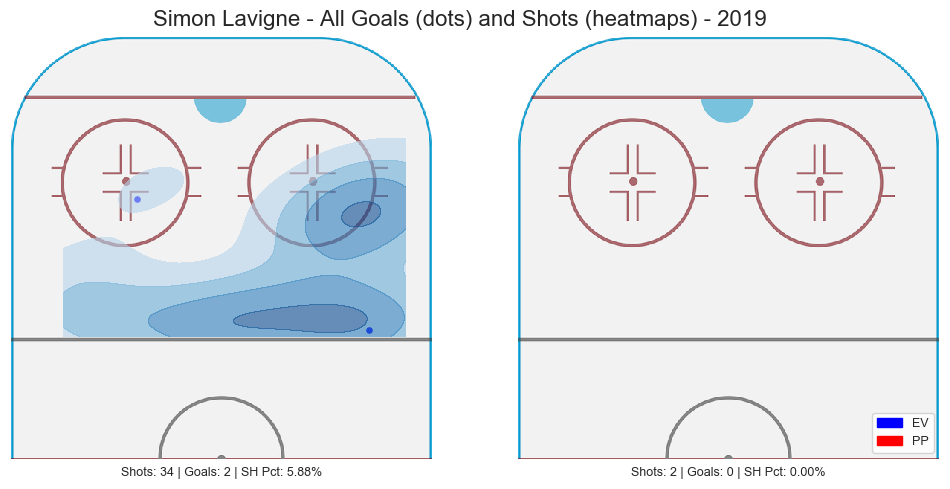 Simon Lavigne - All Goals (dots) and Shots (heatmaps) - 2019
EV
PP
Shots: 34 | Goals: 2 | SH Pct: 5.88%
Shots: 2 | Goals: 0 | SH Pct: 0.00%